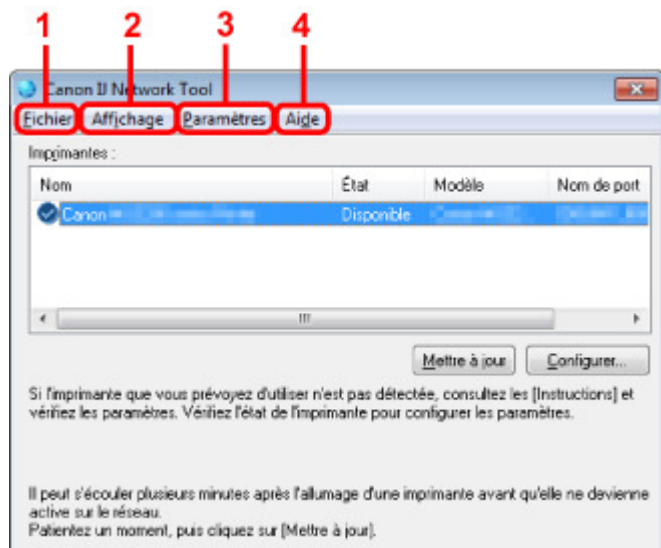 1 2 3 4
Canon IJ Network Tool
Fichier Affichage Paramètres Aide
Imprimantes :
Nom État Modèle Nom de port
Canon Disponible
Mettre à jour Configurer...
Si l'imprimante que vous prévoyez d'utiliser n'est pas détectée, consultez les [Instructions] et
vérifiez les paramètres. Vérifiez l'état de l'imprimante pour configurer les paramètres.
Il peut s'écouler plusieurs minutes après l'allumage d'une imprimante avant qu'elle ne devienne
active sur le réseau.
Patientez un moment, puis cliquez sur [Mettre à jour].